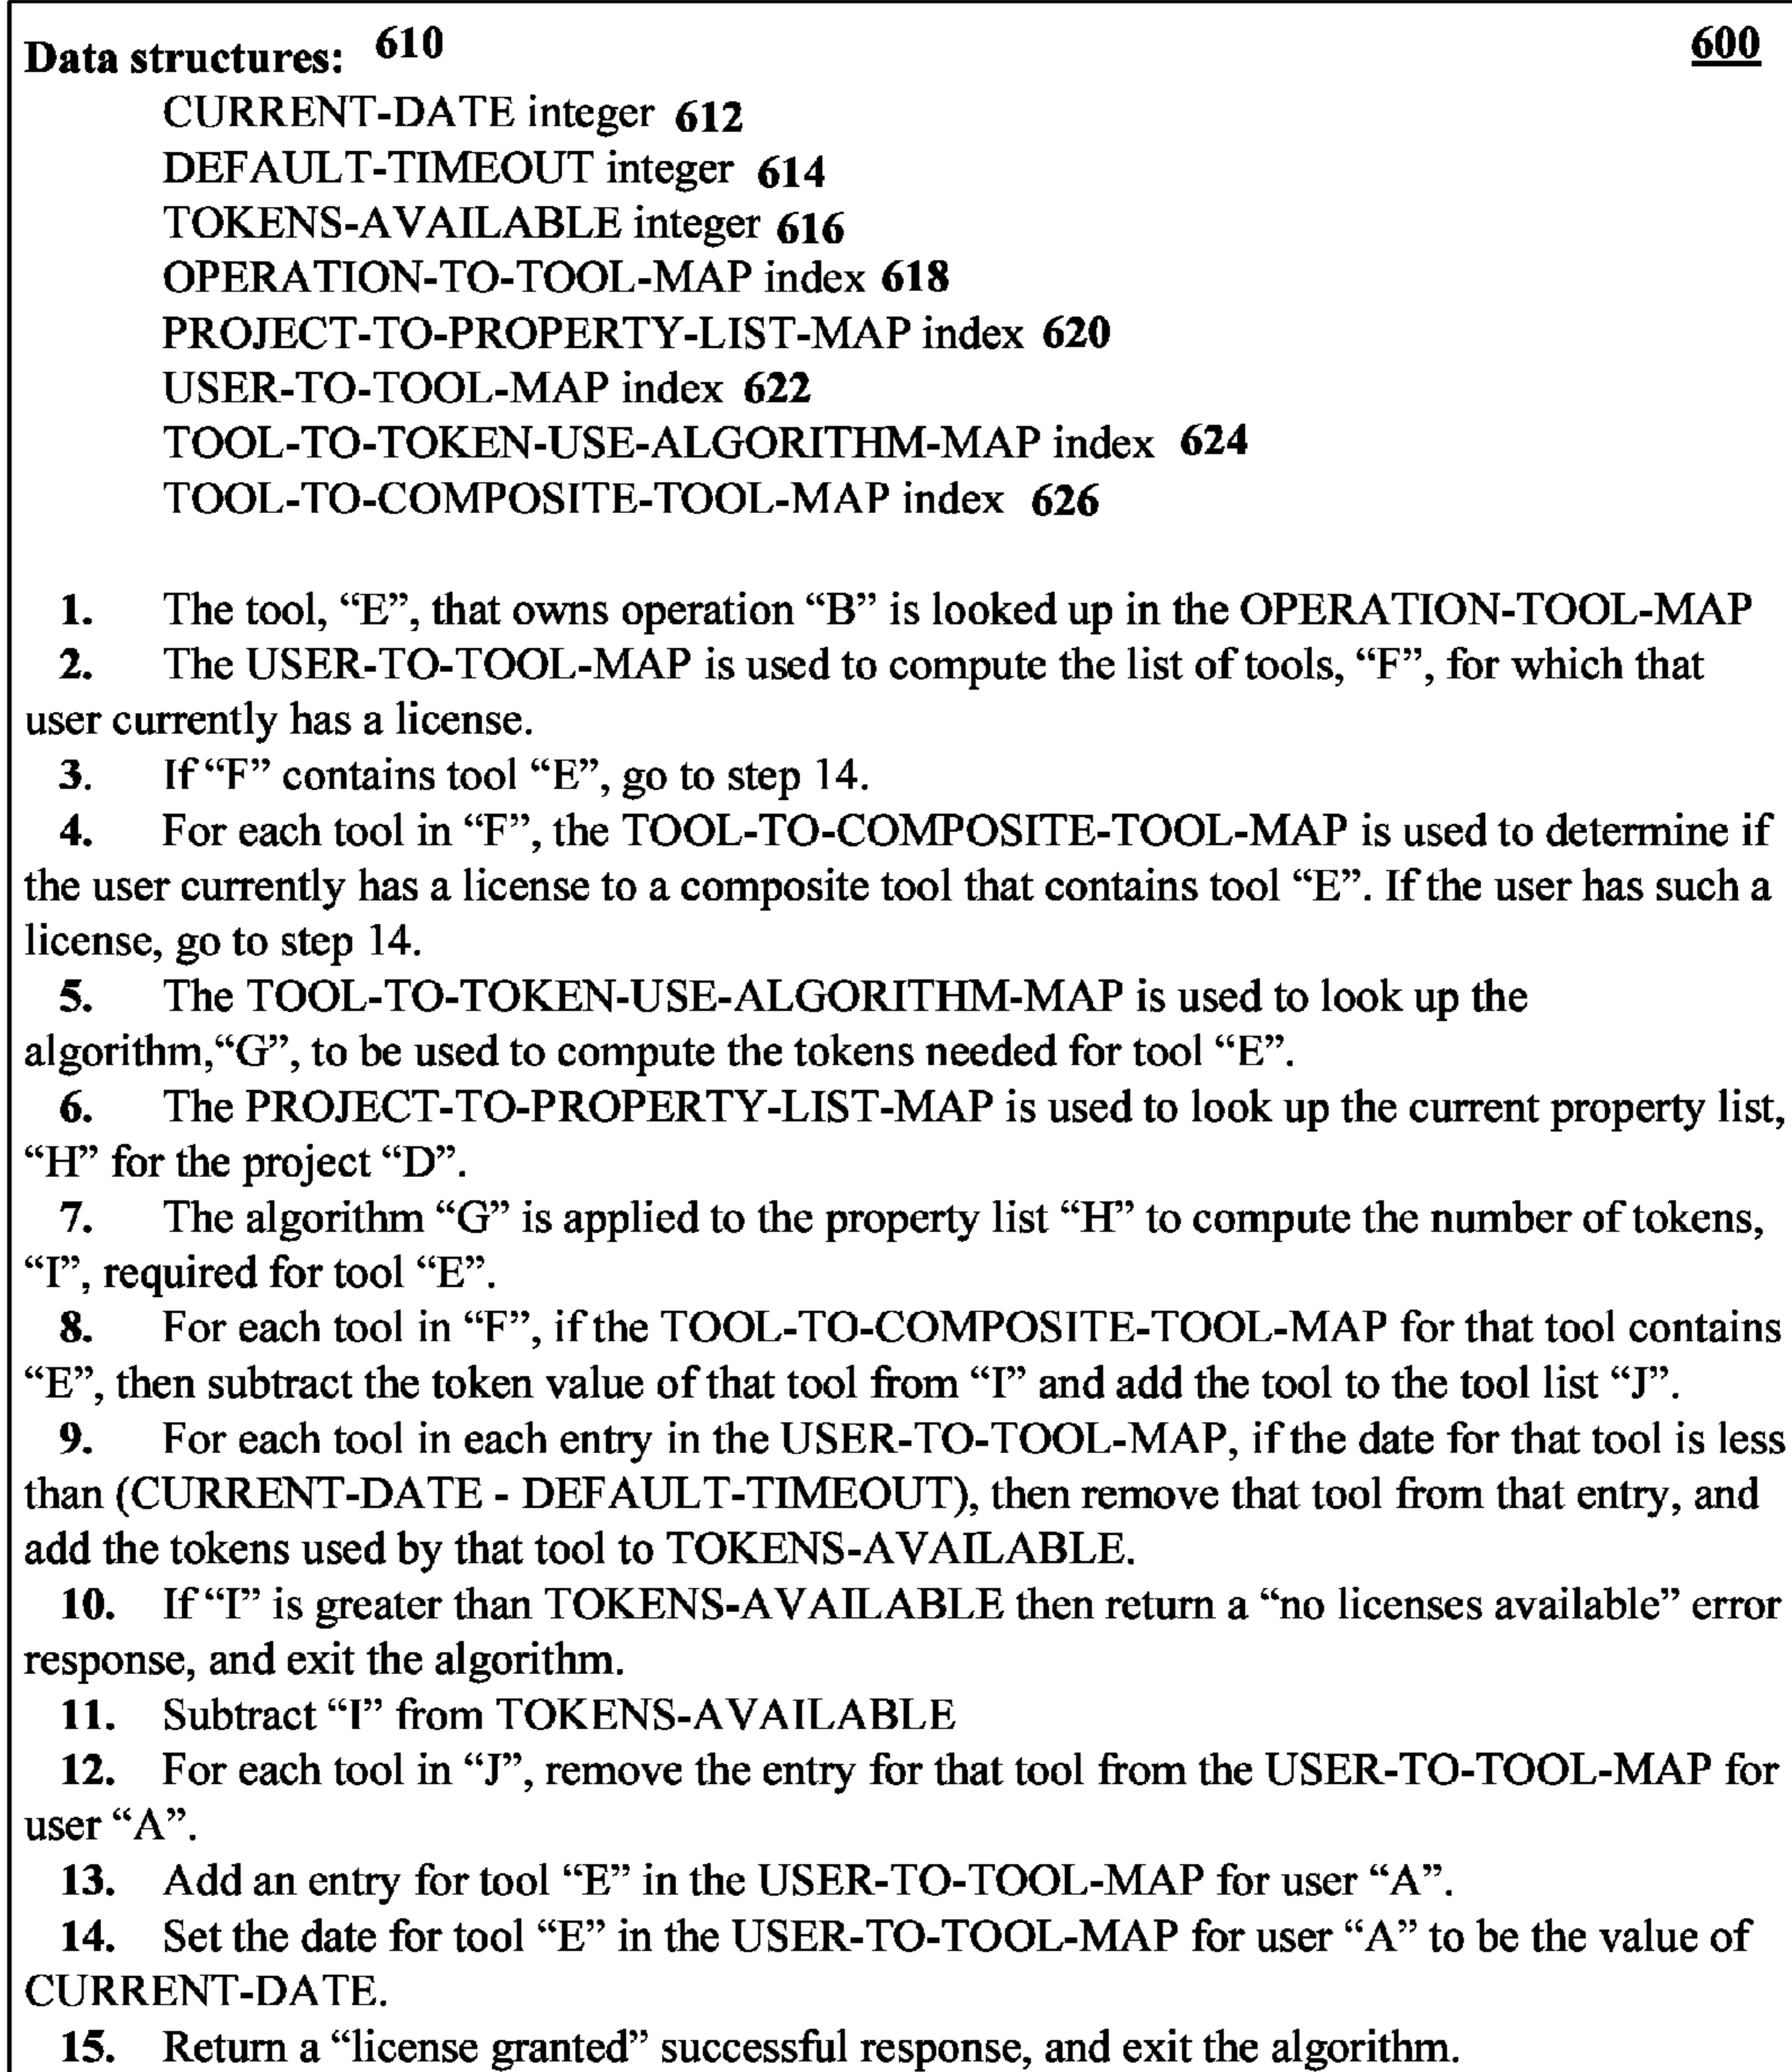 Data structures: 610 600
CURRENT-DATE integer 612
DEFAULT-TIMEOUT integer 614
TOKENS-AVAILABLE integer 616
OPERATION-TO-TOOL-MAP index 618
PROJECT-TO-PROPERTY-LIST-MAP index 620
USER-TO-TOOL-MAP index 622
TOOL-TO-TOKEN-USE-ALGORITHM-MAP index 624
TOOL-TO-COMPOSITE-TOOL-MAP index 626
1. The tool, “E”, that owns operation “B” is looked up in the OPERATION-TOOL-MAP
2. The USER-TO-TOOL-MAP is used to compute the list of tools, “F”, for which that
user currently has a license.
3. If “F” contains tool “E”, go to step 14.
4. For each tool in “F”, the TOOL-TO-COMPOSITE-TOOL-MAP is used to determine if
the user currently has a license to a composite tool that contains tool “E”. If the user has such a
license, go to step 14.
5. The TOOL-TO-TOKEN-USE-ALGORITHM-MAP is used to look up the
algorithm,“G”, to be used to compute the tokens needed for tool “E”.
6. The PROJECT-TO-PROPERTY-LIST-MAP is used to look up the current property list,
“H” for the project “D”.
7. The algorithm “G” is applied to the property list “H” to compute the number of tokens,
“I”, required for tool “E”.
8. For each tool in “F”, if the TOOL-TO-COMPOSITE-TOOL-MAP for that tool contains
“E”, then subtract the token value of that tool from “I” and add the tool to the tool list “J”.
9. For each tool in each entry in the USER-TO-TOOL-MAP, if the date for that tool is less
than (CURRENT-DATE - DEFAULT-TIMEOUT), then remove that tool from that entry, and
add the tokens used by that tool to TOKENS-AVAILABLE.
10. If “I” is greater than TOKENS-AVAILABLE then return a “no licenses available” error
response, and exit the algorithm.
11. Subtract “I” from TOKENS-AVAILABLE
12. For each tool in “J”, remove the entry for that tool from the USER-TO-TOOL-MAP for
user “A”.
13. Add an entry for tool “E” in the USER-TO-TOOL-MAP for user “A”.
14. Set the date for tool “E” in the USER-TO-TOOL-MAP for user “A” to be the value of
CURRENT-DATE.
15. Return a “license granted” successful response, and exit the algorithm.